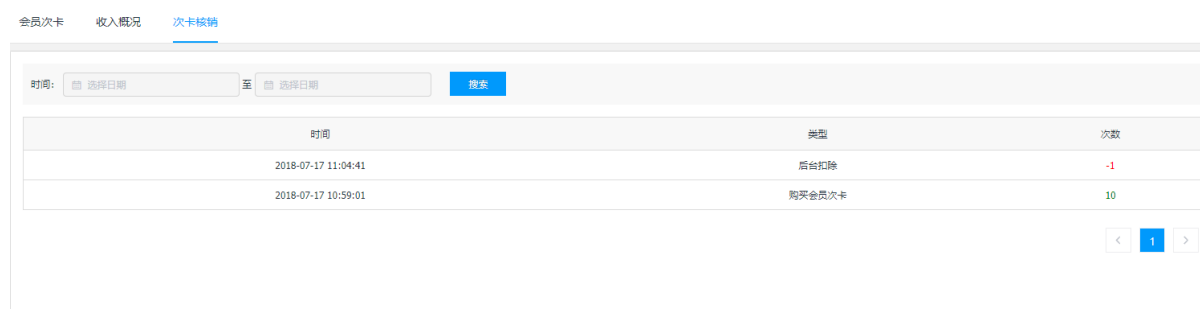 会员次卡 收入概况 次卡核销
时间: 选择日期 至 选择日期 搜索
时间 类型 次数
2018-07-17 11:04:41 后台扣除 -1
2018-07-17 10:59:01 购买会员次卡 10
< 1 >